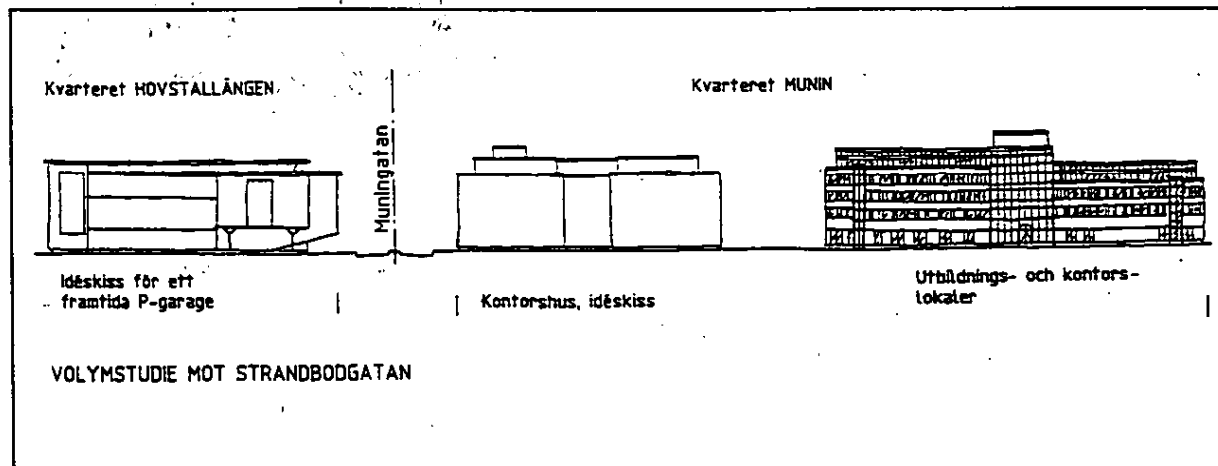 Kvarteret HOVSTALLÄNGEN
Muningatan
Kvarteret MUNIN
Idéskiss för ett
framtida P-garage
Kontorshus, idéskiss
Utbildnings- och kontors-
lokaler
VOLYMSTUDIE MOT STRANDBODGATAN